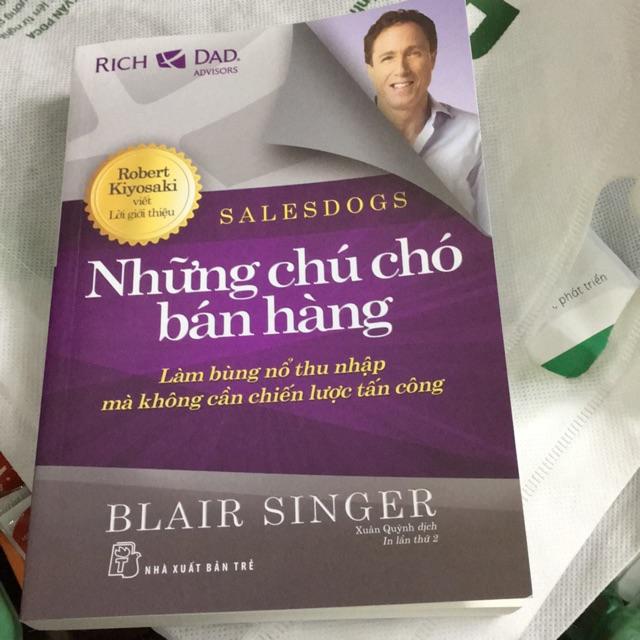 RICH DAD
ADVISORS
Robert
Kiyosaki
viết
Lời giới thiệu
SALESDOGS
Những chú chó
bán hàng
Làm bùng nổ thu nhập
mà không cần chiến lược tấn công
BLAIR SINGER
Xuân Quỳnh dịch
In lần thứ 2
NHÀ XUẤT BẢN TRẺ
phát triển